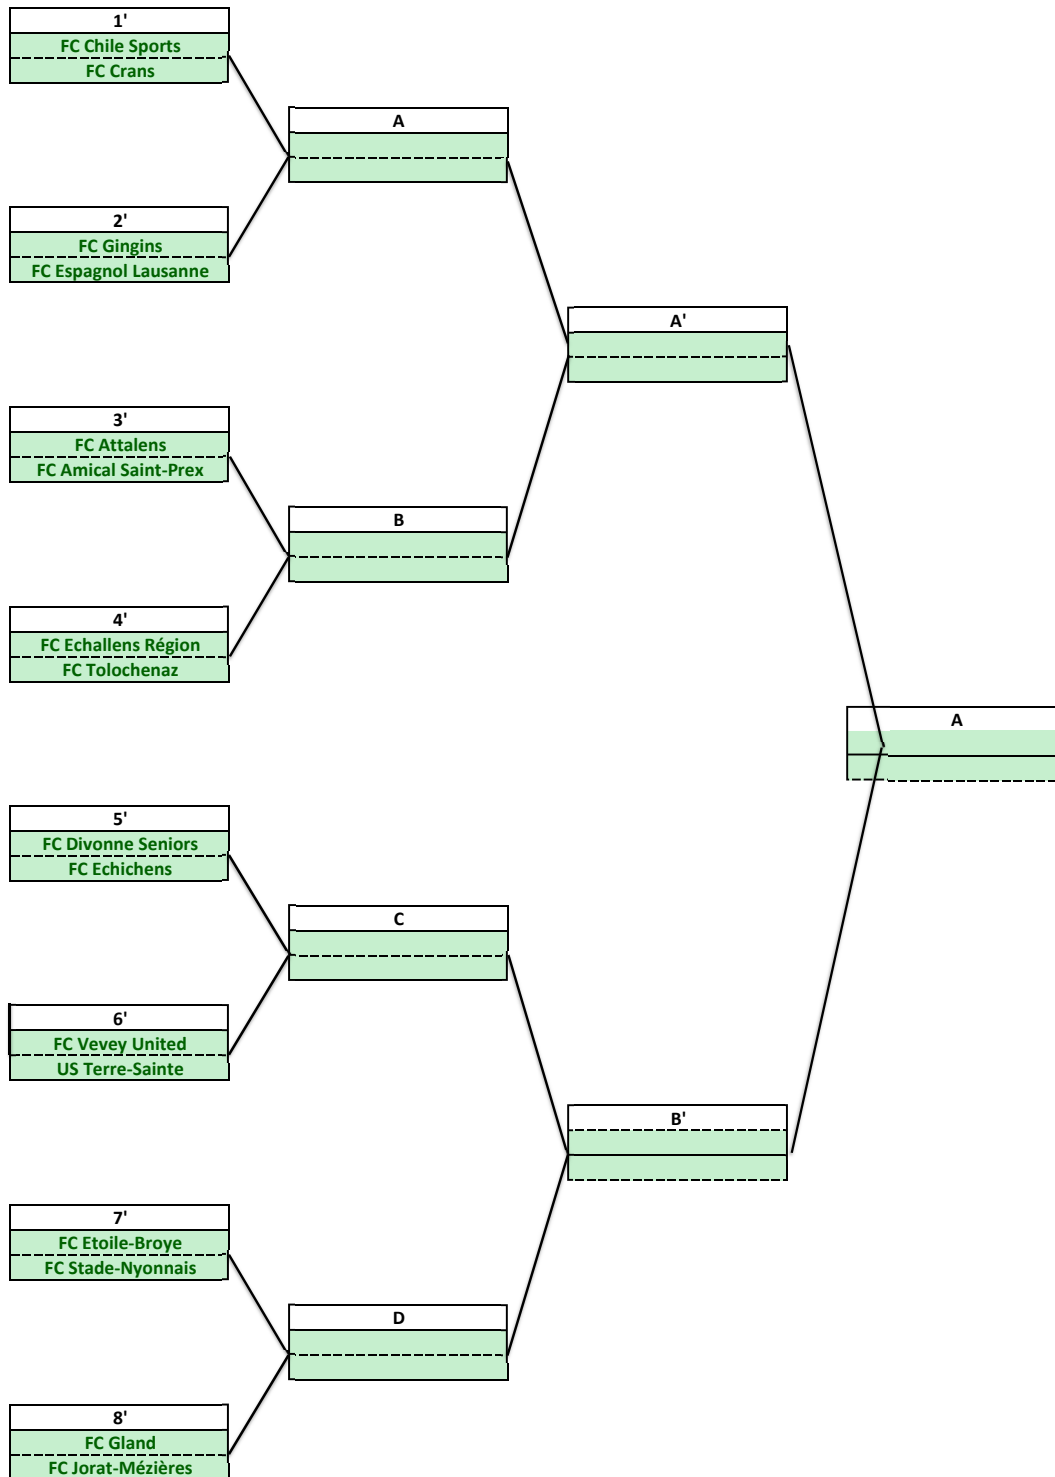 1'
FC Chile Sports
FC Crans
A
2'
FC Gingins
FC Espagnol Lausanne
A'
3'
FC Attalens
FC Amical Saint-Prex
B
4'
FC Echallens Région
FC Tolochenaz
A
5'
FC Divonne Seniors
FC Echichens
C
6'
FC Vevey United
US Terre-Sainte
B'
7'
FC Etoile-Broye
FC Stade-Nyonnais
D
8'
FC Gland
FC Jorat-Mézières